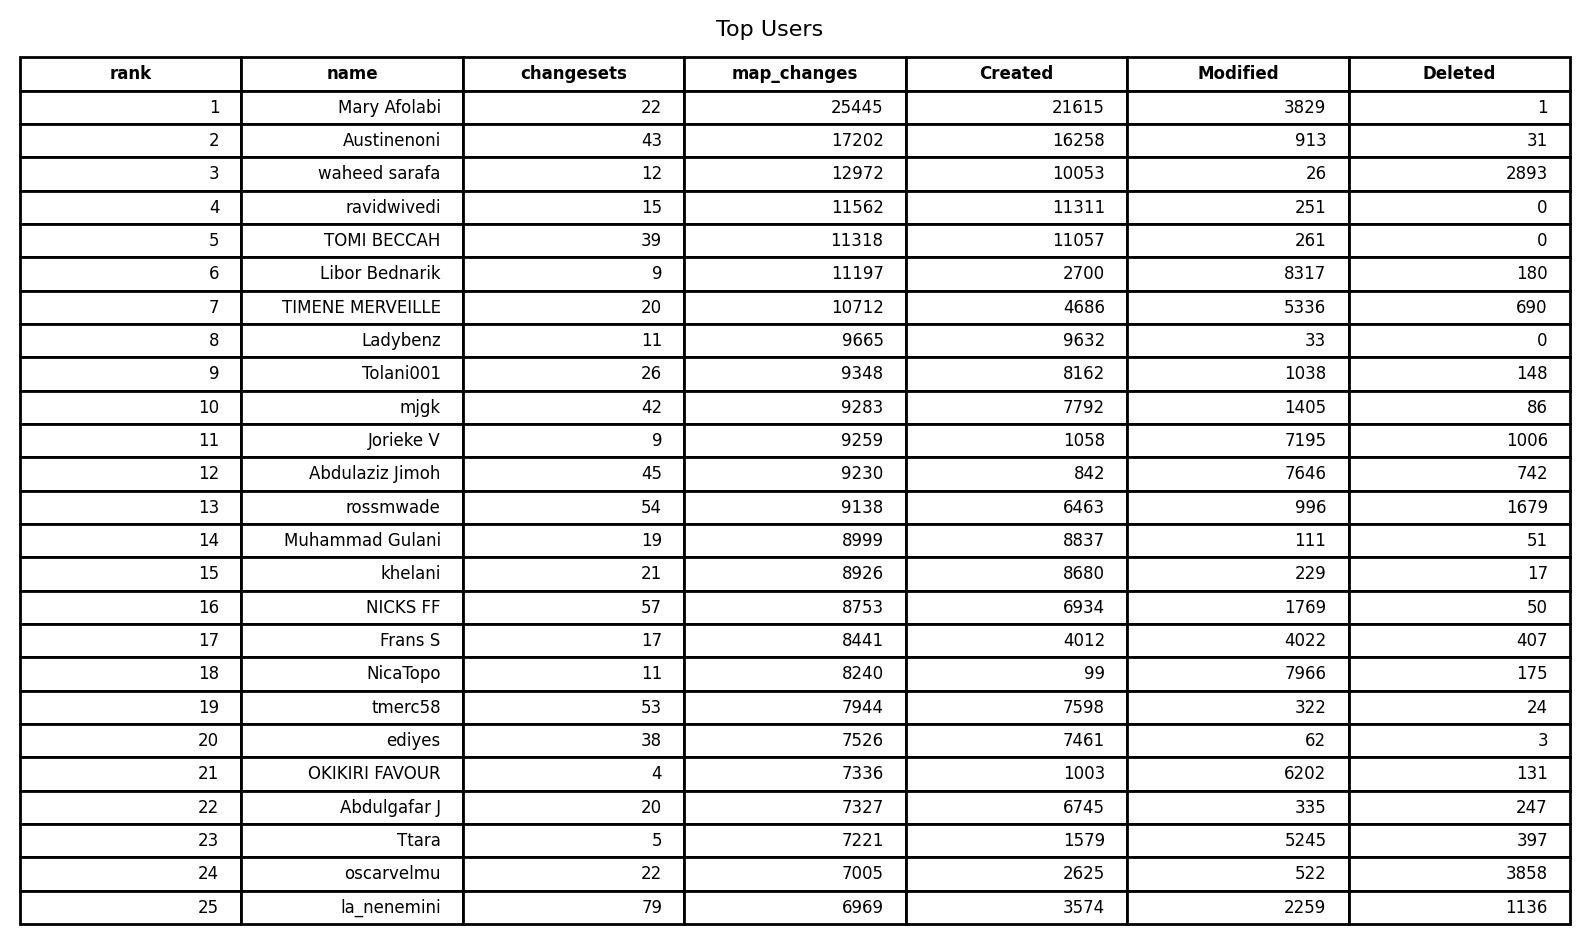 Top Users
rank name changesets map_changes Created Modified Deleted
1 Mary Afolabi 22 25445 21615 3829 1
2 Austinenoni 43 17202 16258 913 31
3 waheed sarafa 12 12972 10053 26 2893
4 ravidwivedi 15 11562 11311 251 0
5 TOMI BECCAH 39 11318 11057 261 0
6 Libor Bednarik 9 11197 2700 8317 180
7 TIMENE MERVEILLE 20 10712 4686 5336 690
8 Ladybenz 11 9665 9632 33 0
9 Tolani001 26 9348 8162 1038 148
10 mjgk 42 9283 7792 1405 86
11 Jorieke V 9 9259 1058 7195 1006
12 Abdulaziz Jimoh 45 9230 842 7646 742
13 rossmwade 54 9138 6463 996 1679
14 Muhammad Gulani 19 8999 8837 111 51
15 khelani 21 8926 8680 229 17
16 NICKS FF 57 8753 6934 1769 50
17 Frans S 17 8441 4012 4022 407
18 NicaTopo 11 8240 99 7966 175
19 tmerc58 53 7944 7598 322 24
20 ediyes 38 7526 7461 62 3
21 OKIKIRI FAVOUR 4 7336 1003 6202 131
22 Abdulgafar J 20 7327 6745 335 247
23 Ttara 5 7221 1579 5245 397
24 oscarvelmu 22 7005 2625 522 3858
25 la_nenemini 79 6969 3574 2259 1136